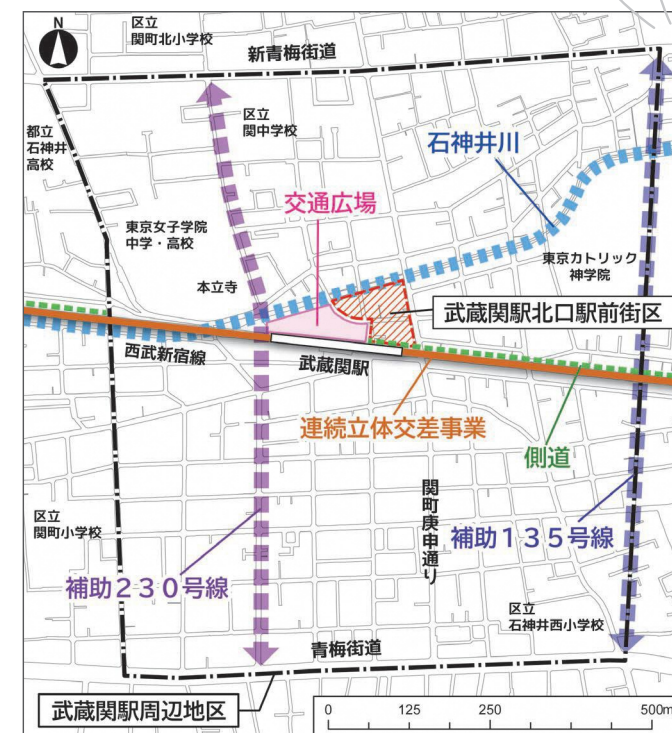 N
区立
関町北小学校
新青梅街道
区立
関中学校
都立
石神井
高校
石神井川
交通広場
東京女子学院
中学・高校
東京カトリック
神学院
本立寺
武蔵関駅北口駅前街区
西武新宿線
武蔵関駅
連続立体交差事業
側道
関町庚申通り
補助135号線
区立
関町小学校
補助230号線
区立
石神井西小学校
青梅街道
武蔵関駅周辺地区
0 125 250 500m